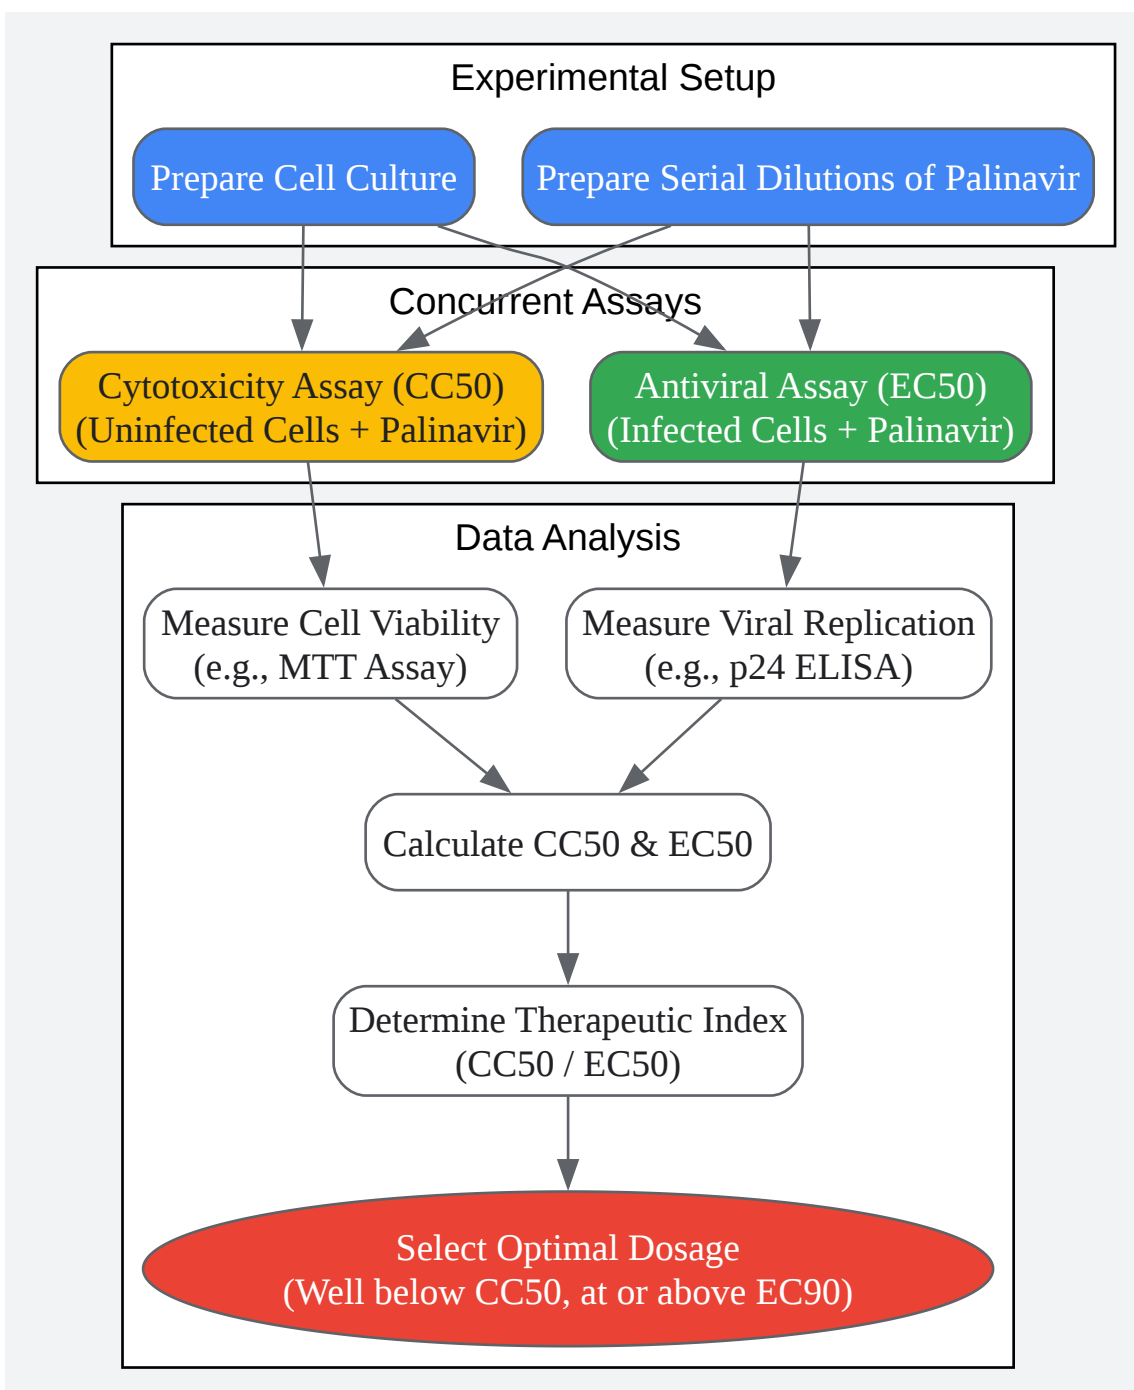 Experimental Setup
Prepare Cell Culture
Prepare Serial Dilutions of Palinavir
Concurrent Assays
Cytotoxicity Assay (CC50)
(Uninfected Cells + Palinavir)
Antiviral Assay (EC50)
(Infected Cells + Palinavir)
Data Analysis
Measure Cell Viability
(e.g., MTT Assay)
Measure Viral Replication
(e.g., p24 ELISA)
Calculate CC50 & EC50
Determine Therapeutic Index
(CC50 / EC50)
Select Optimal Dosage
(Well below CC50, at or above EC90)